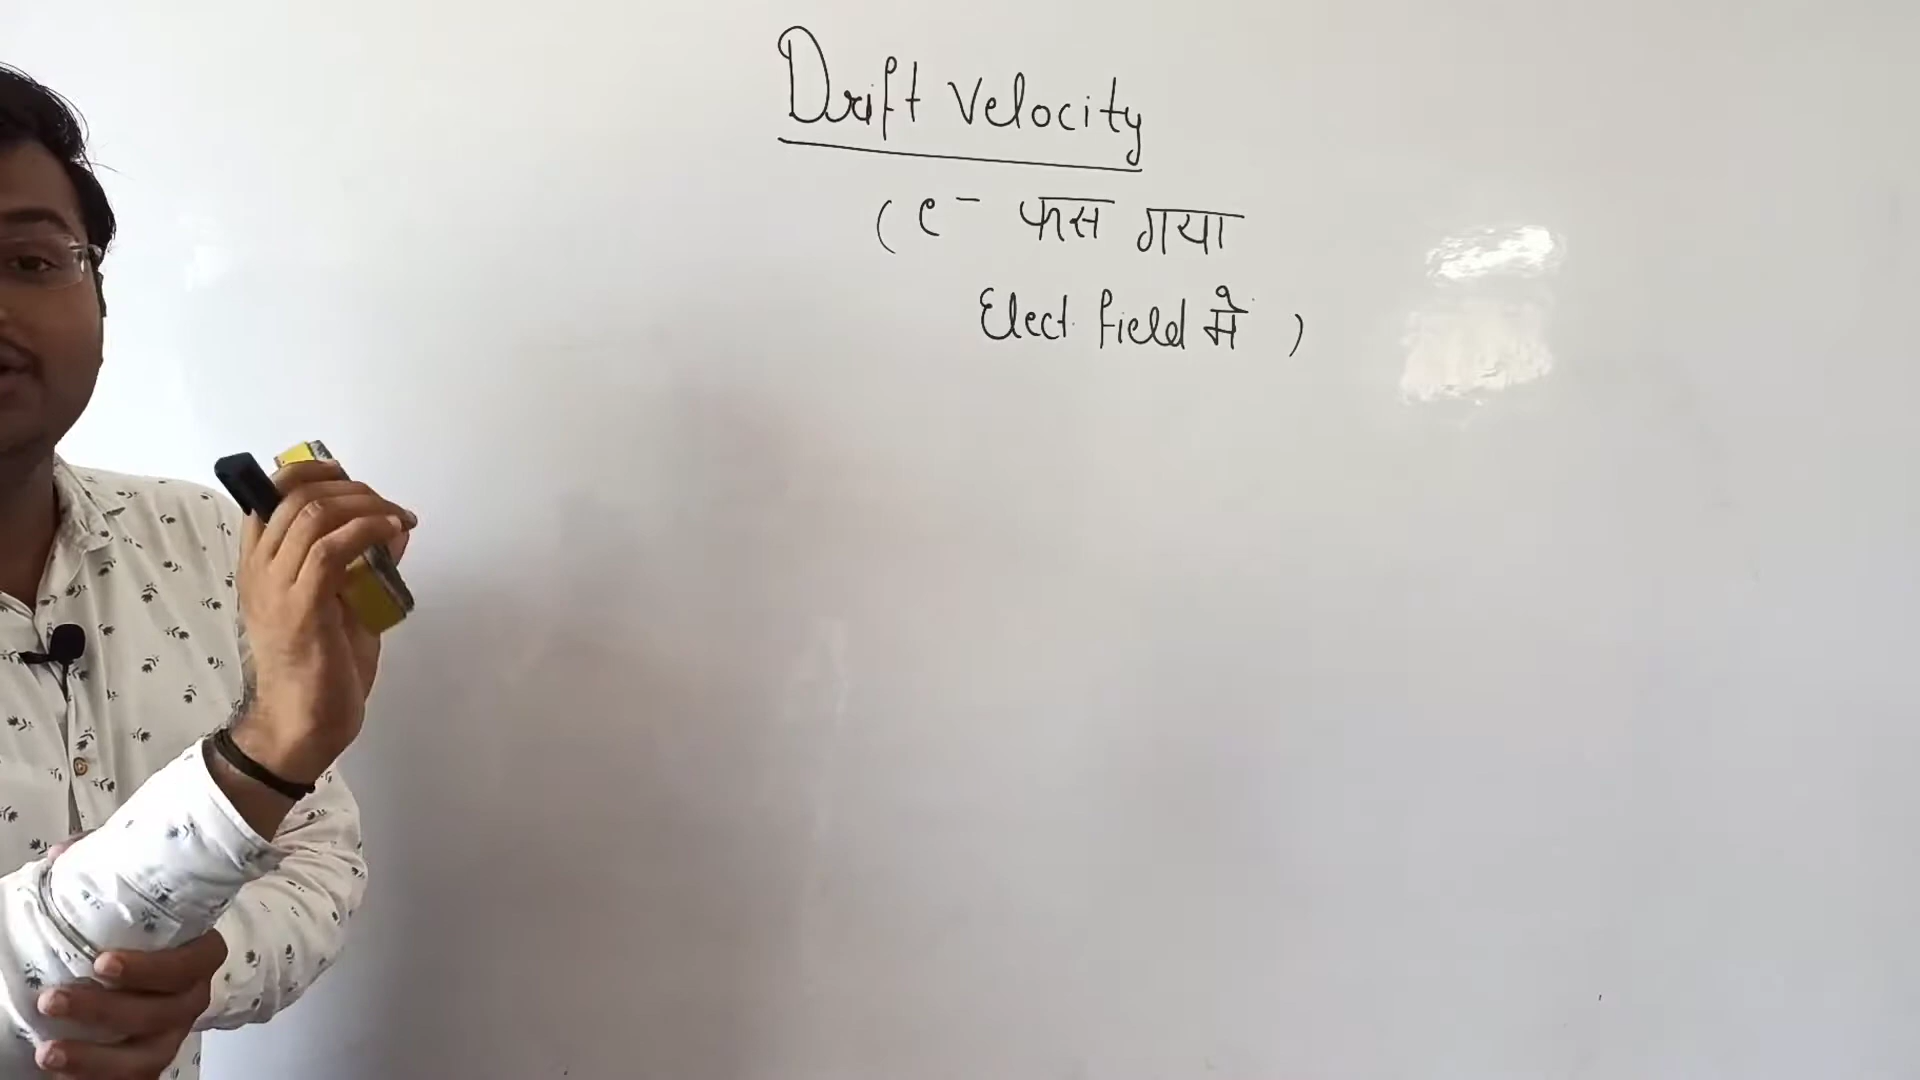 Drift Velocity
( e⁻ फस गया
Elect. field में )